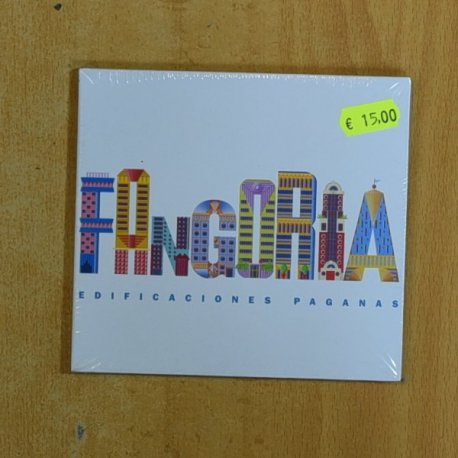 € 15,00
FANGORIA
EDIFICACIONES PAGANAS